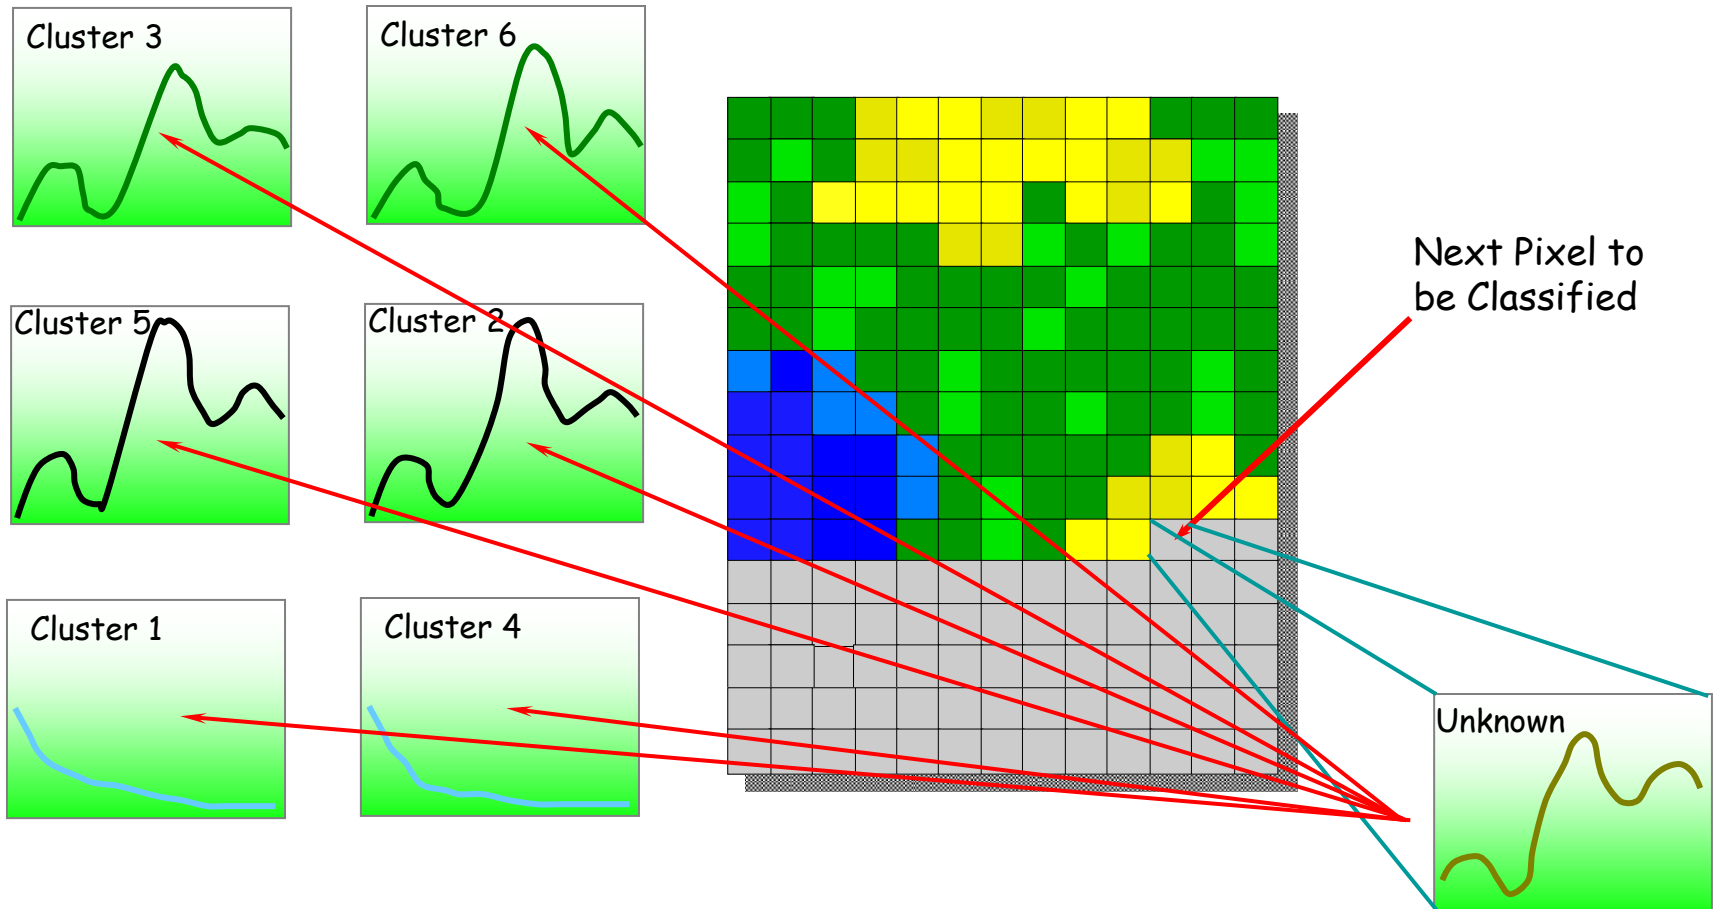 Cluster 3
Cluster 6
Next Pixel to
be Classified
Cluster 5
Cluster 2
Cluster 1
Cluster 4
Unknown